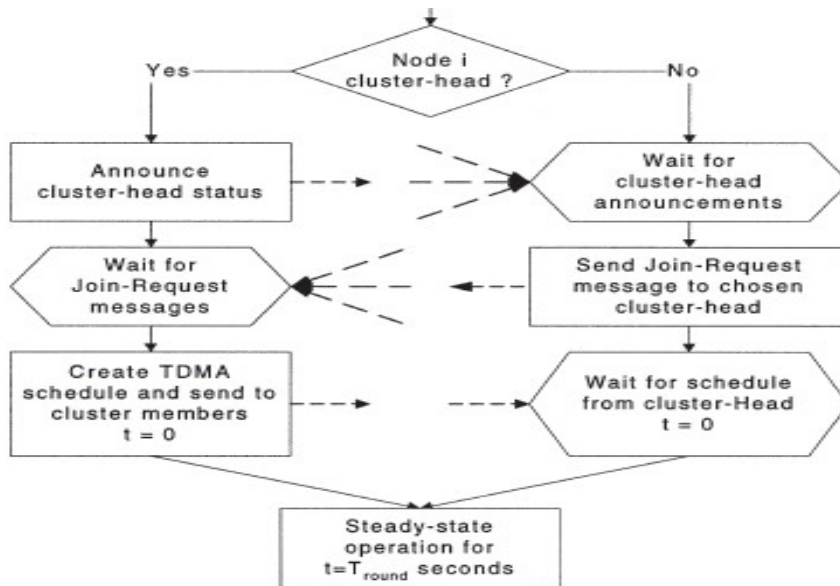 Node i
cluster-head ?
Yes
No
Announce
cluster-head status
Wait for
cluster-head
announcements
Wait for
Join-Request
messages
Send Join-Request
message to chosen
cluster-head
Create TDMA
schedule and send to
cluster members
t = 0
Wait for schedule
from cluster-Head
t = 0
Steady-state
operation for
t=Tround seconds